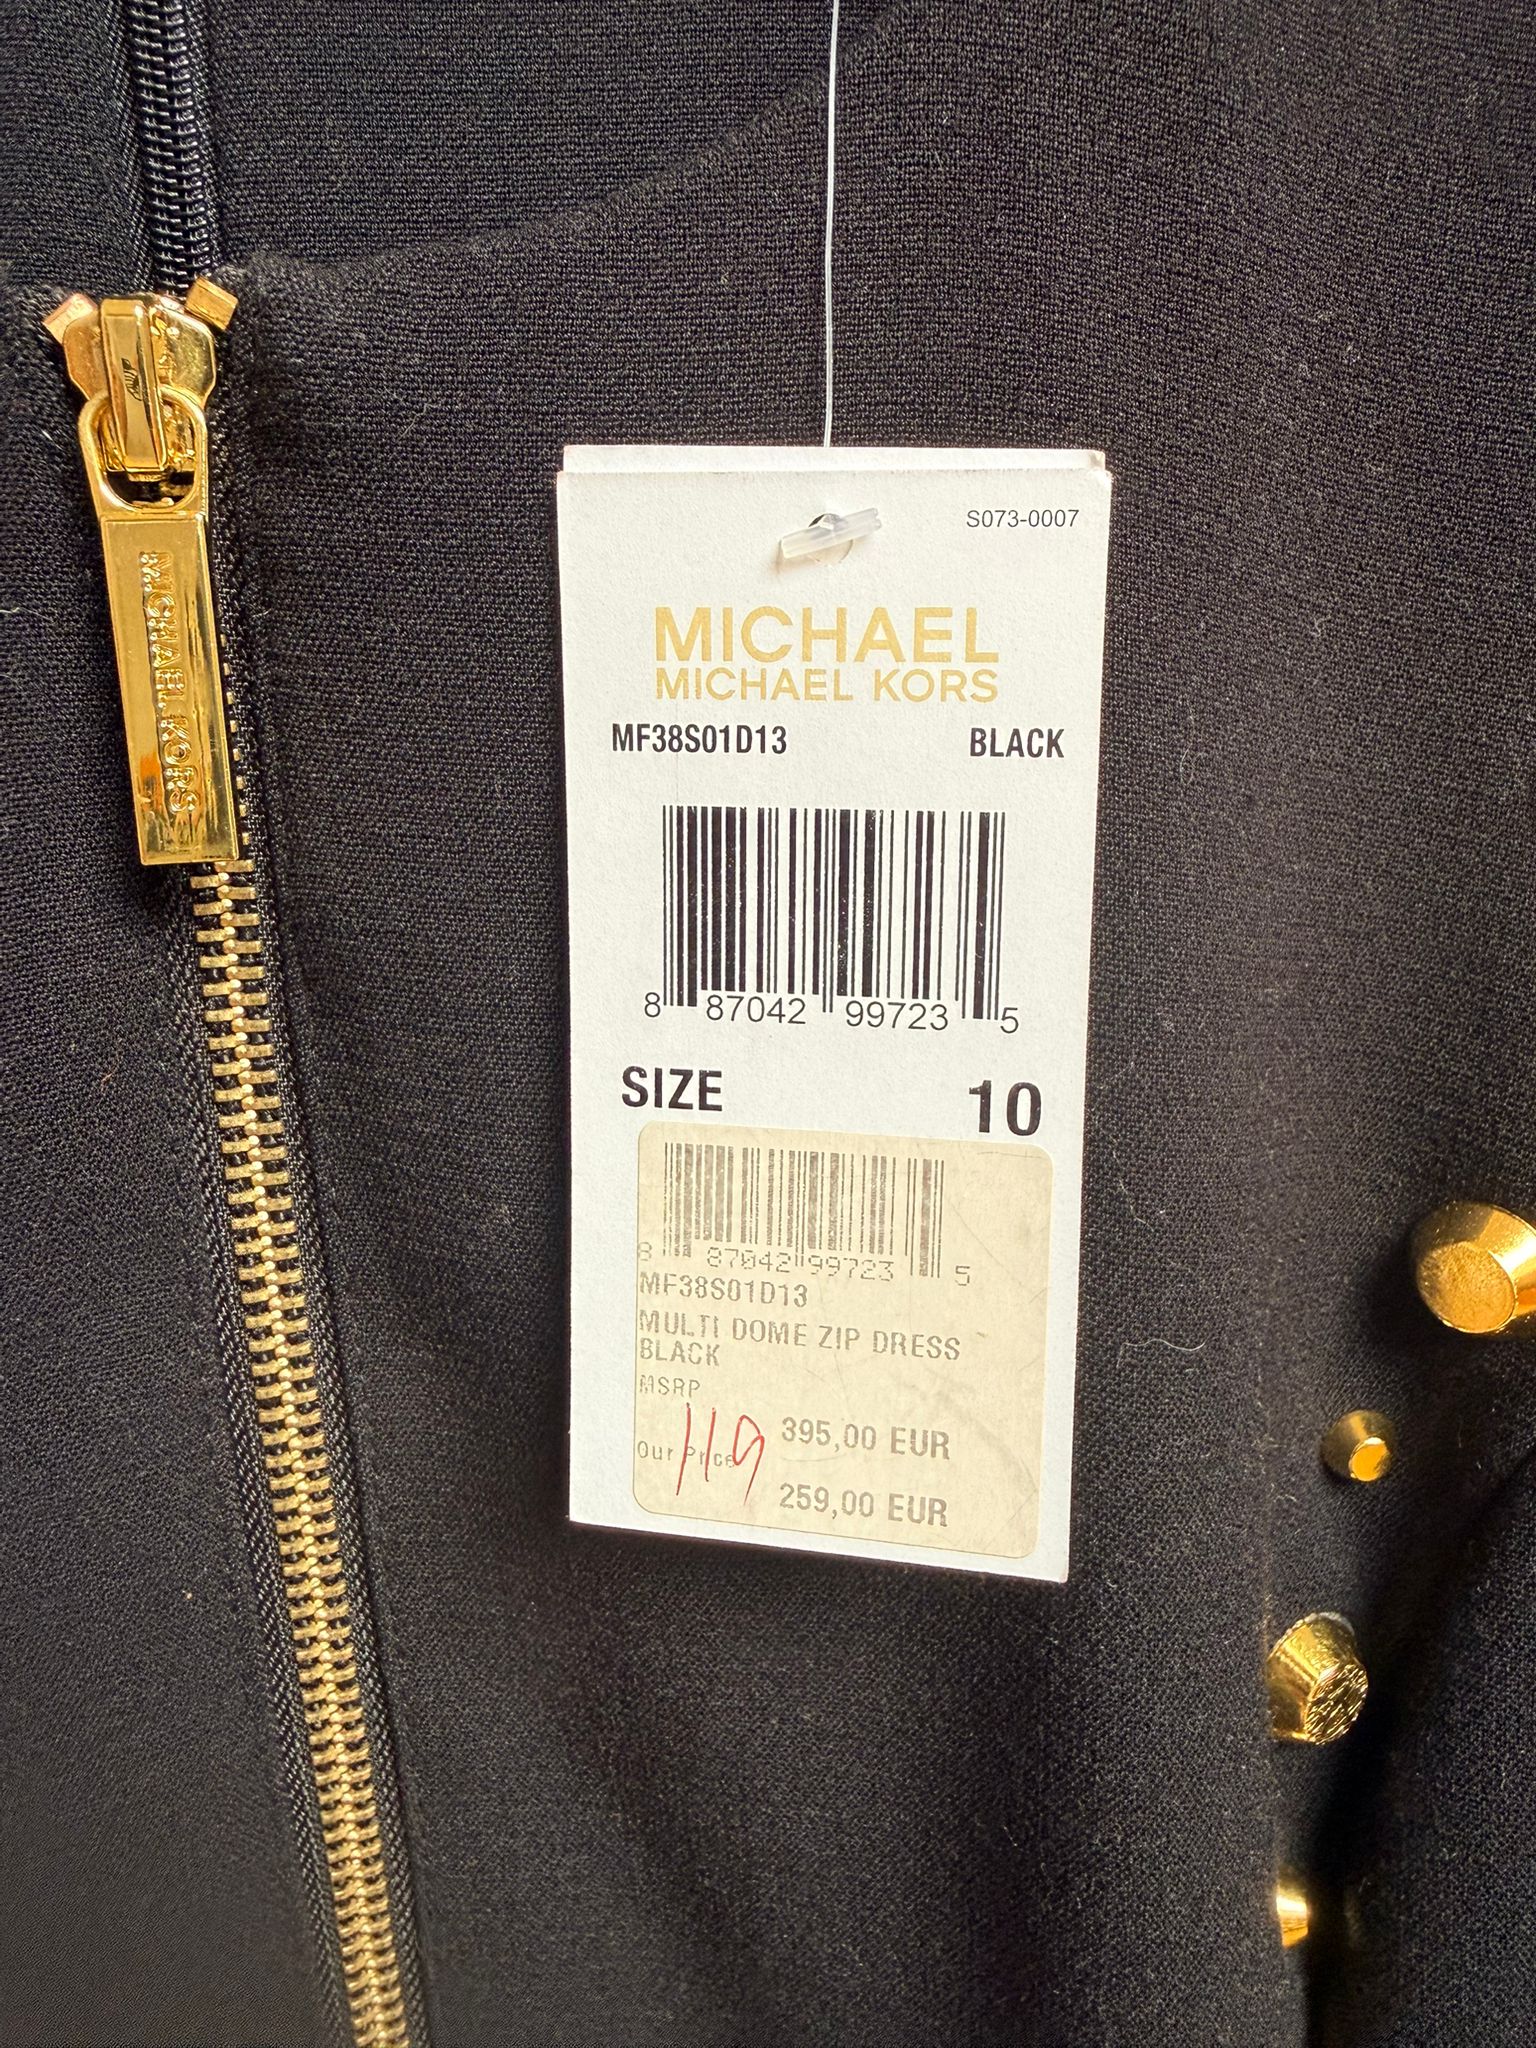 MICHAEL KORS
S073-0007
MICHAEL
MICHAEL KORS
MF38S01D13 BLACK
8 87042 99723 5
SIZE 10
8 87042 99723 5
MF38S01D13
MULTI DOME ZIP DRESS
BLACK
MSRP
395,00 EUR
Our Price 119
259,00 EUR